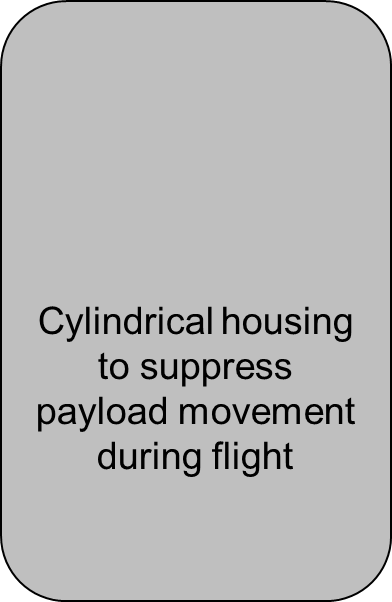 Cylindrical housing
to suppress
payload movement
during flight